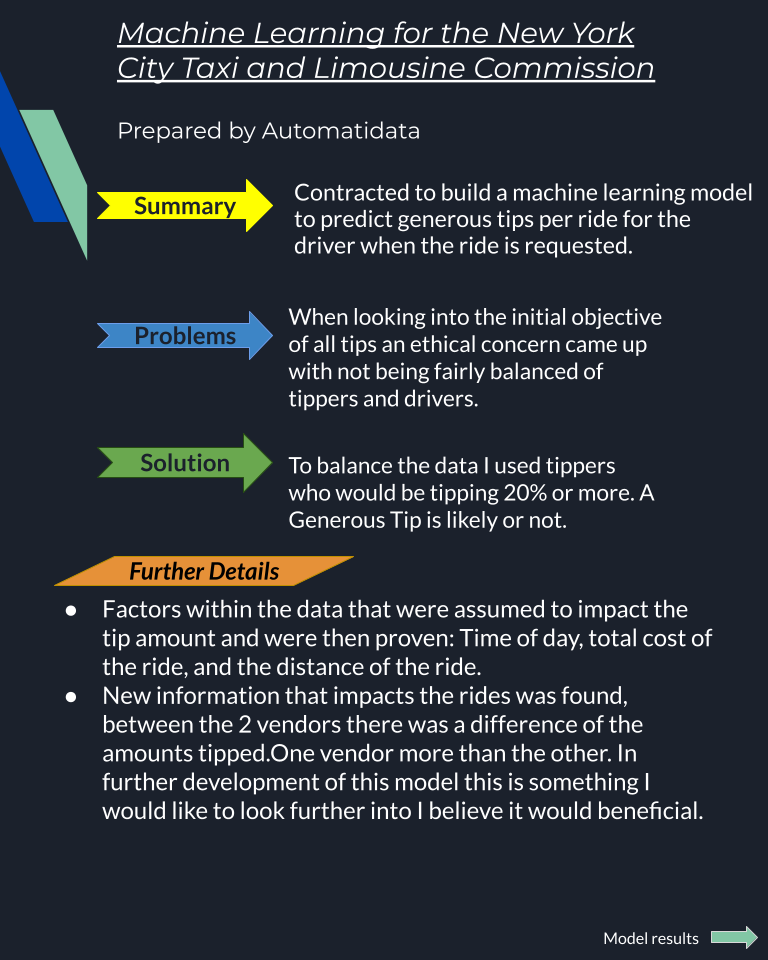 Machine Learning for the New York
City Taxi and Limousine Commission
Prepared by Automatidata
Summary
Contracted to build a machine learning model
to predict generous tips per ride for the
driver when the ride is requested.
Problems
When looking into the initial objective
of all tips an ethical concern came up
with not being fairly balanced of
tippers and drivers.
Solution
To balance the data I used tippers
who would be tipping 20% or more. A
Generous Tip is likely or not.
Further Details
● Factors within the data that were assumed to impact the
tip amount and were then proven: Time of day, total cost of
the ride, and the distance of the ride.
● New information that impacts the rides was found,
between the 2 vendors there was a difference of the
amounts tipped.One vendor more than the other. In
further development of this model this is something I
would like to look further into I believe it would beneficial.
Model results